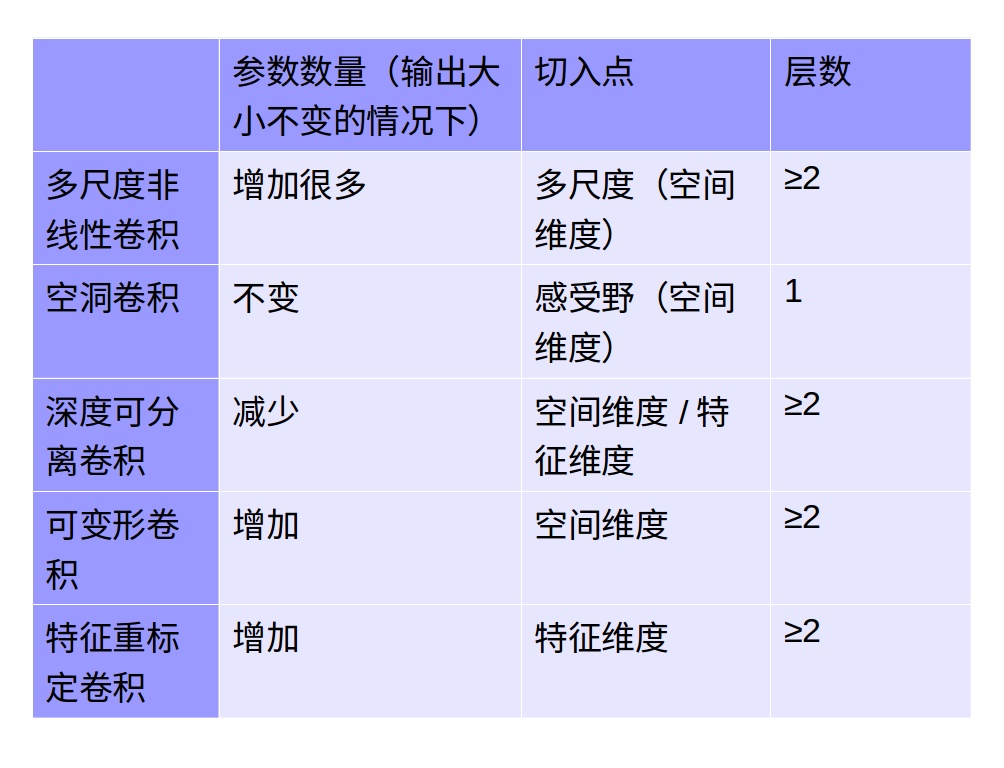 参数数量（输出大
小不变的情况下）
切入点
层数
多尺度非
线性卷积
增加很多
多尺度（空间
维度）
≥2
空洞卷积
不变
感受野（空间
维度）
1
深度可分
离卷积
减少
空间维度 / 特
征维度
≥2
可变形卷
积
增加
空间维度
≥2
特征重标
定卷积
增加
特征维度
≥2